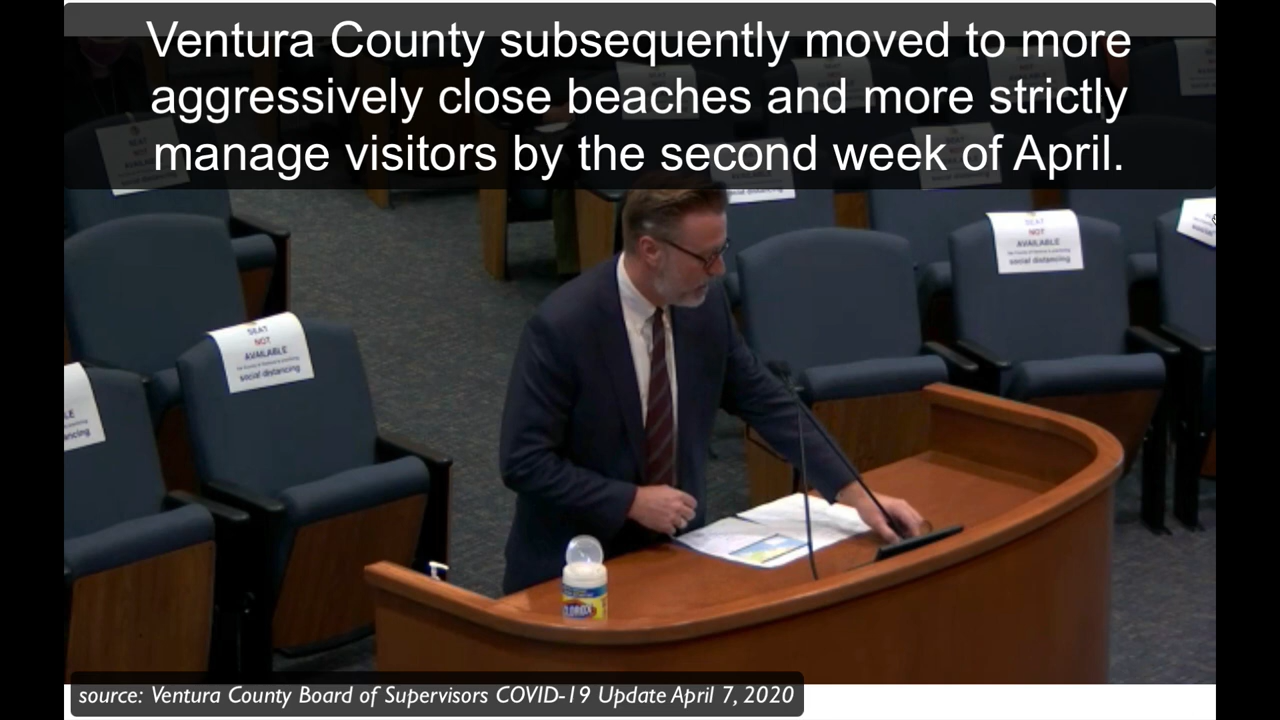 Ventura County subsequently moved to more
aggressively close beaches and more strictly
manage visitors by the second week of April.
SEAT
NOT
AVAILABLE
social distancing
SEAT
NOT
AVAILABLE
social distancing
CLOROX
source: Ventura County Board of Supervisors COVID-19 Update April 7, 2020